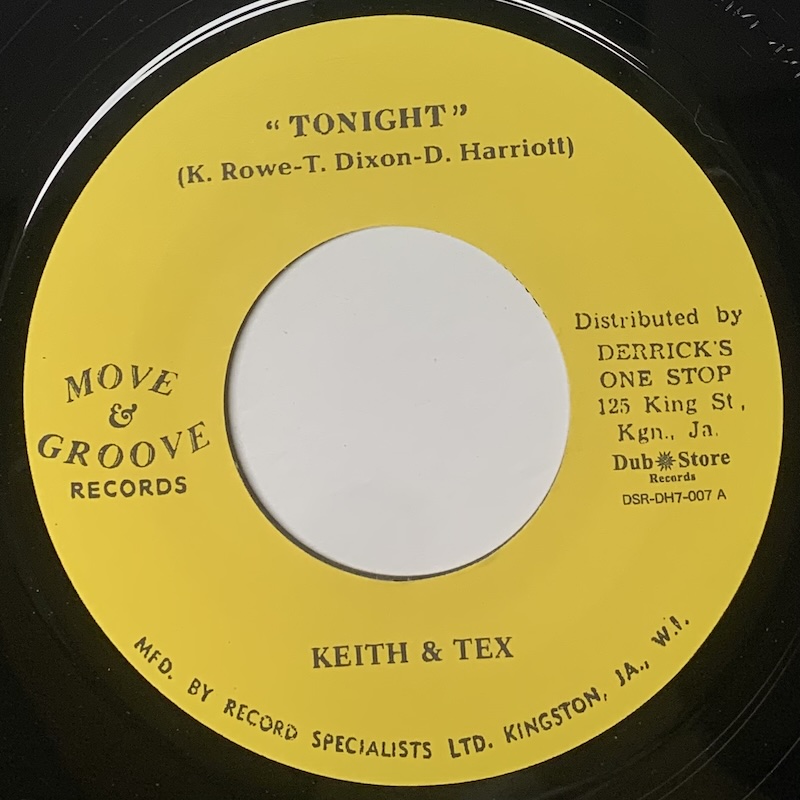 “TONIGHT”
(K. Rowe-T. Dixon-D. Harriott)
MOVE
&
GROOVE
RECORDS
Distributed by
DERRICK'S
ONE STOP
125 King St,
Kgn., Ja.
Dub Store
Records
DSR-DH7-007 A
KEITH & TEX
MFD. BY RECORD SPECIALISTS LTD. KINGSTON, JA., W.I.